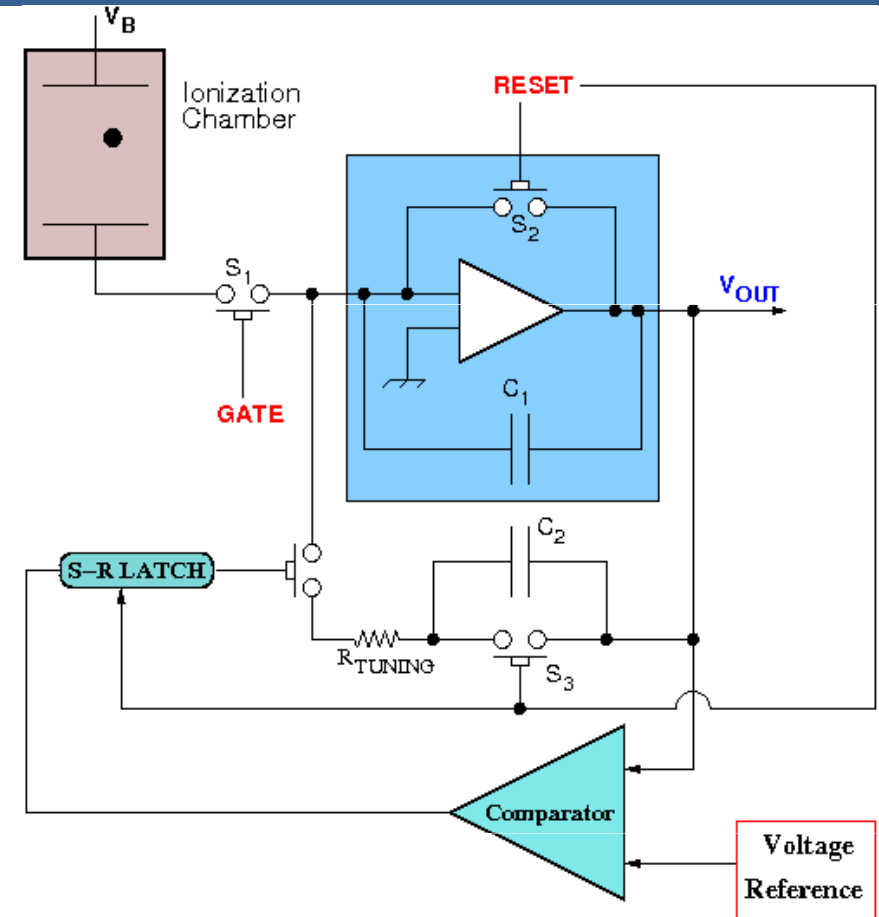 V_B
Ionization
Chamber
RESET
S_2
S_1
V_OUT
C_1
GATE
C_2
S–R LATCH
R_TUNING
S_3
Comparator
Voltage
Reference